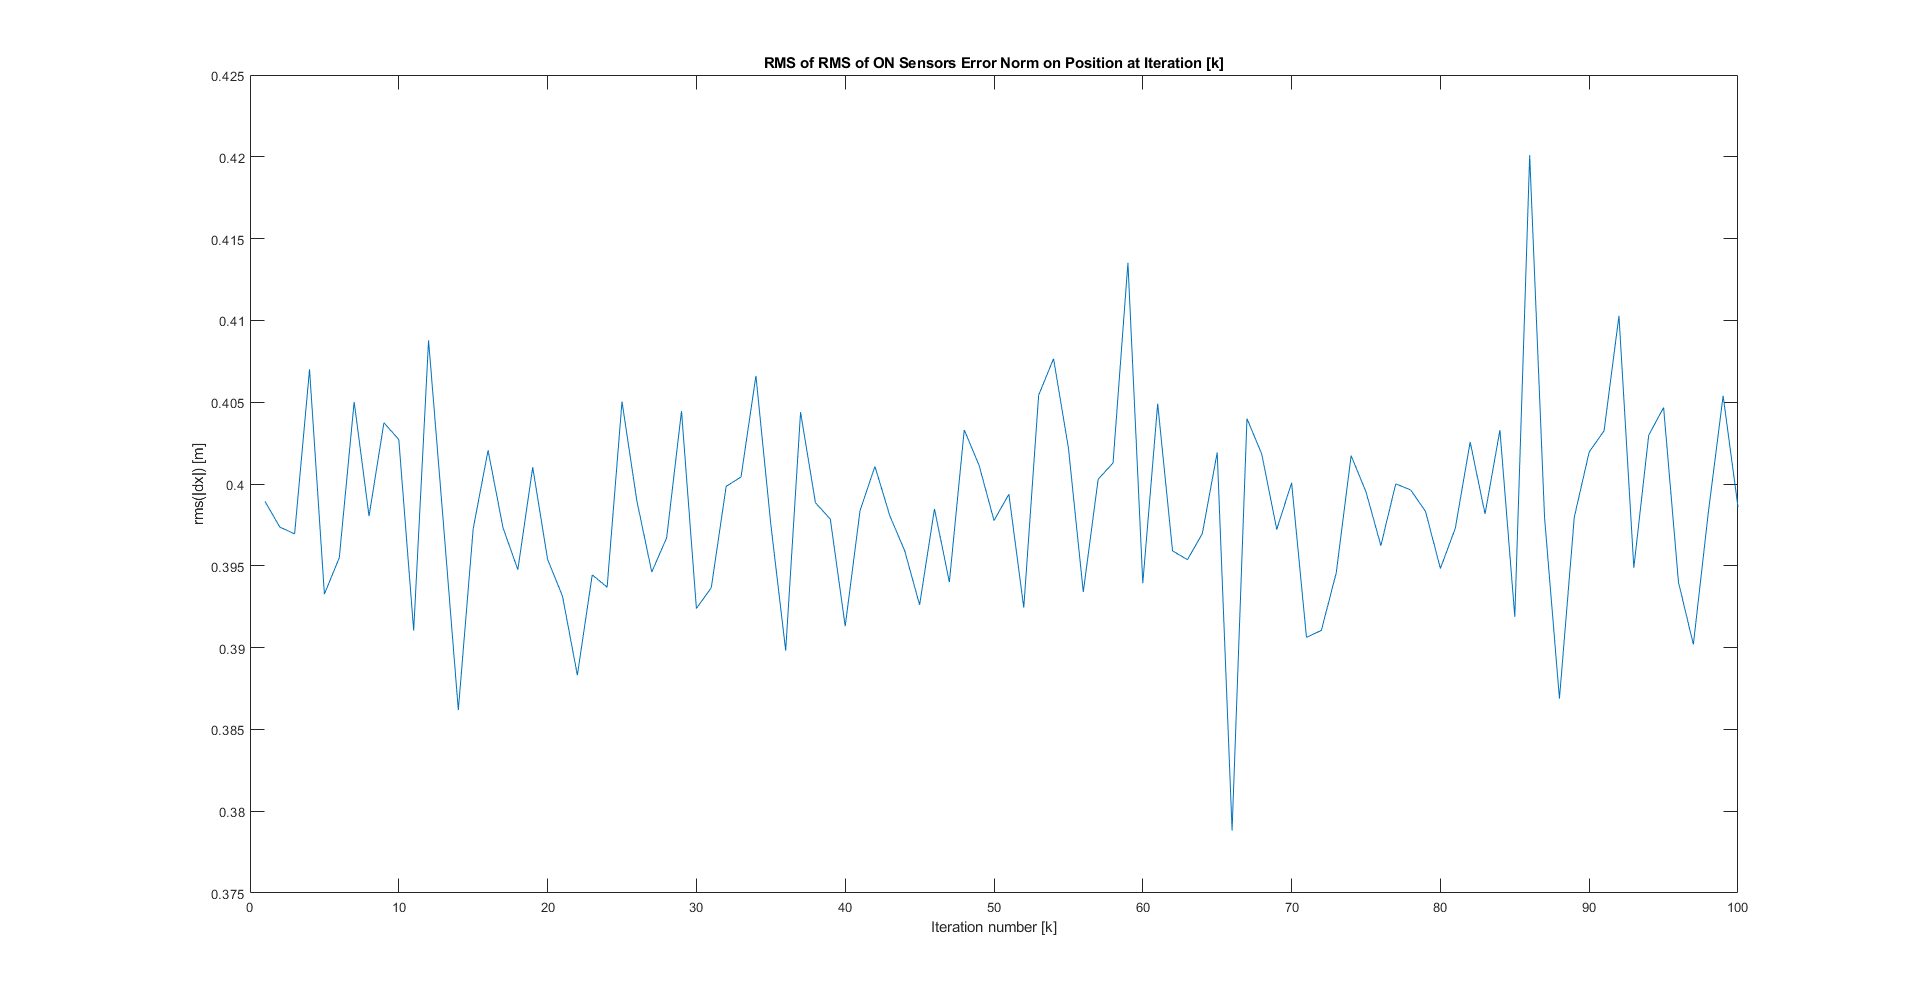 RMS of RMS of ON Sensors Error Norm on Position at Iteration [k]
0.425
0.42
0.415
0.41
0.405
0.4
0.395
0.39
0.385
0.38
0.375
rms(|dx|) [m]
0 10 20 30 40 50 60 70 80 90 100
Iteration number [k]